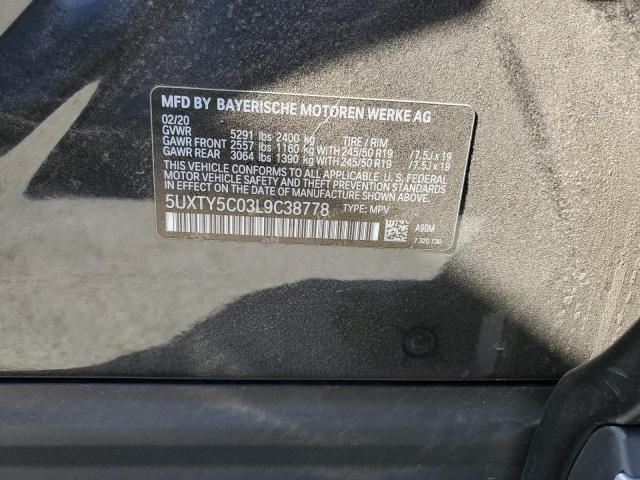 MFD BY BAYERISCHE MOTOREN WERKE AG
02/20
GVWR 5291 lbs 2400 kg TIRE / RIM
GAWR FRONT 2557 lbs 1160 kg WITH 245/50 R19 / 7.5J x 19
GAWR REAR 3064 lbs 1390 kg WITH 245/50 R19 / 7.5J x 19
THIS VEHICLE CONFORMS TO ALL APPLICABLE U. S. FEDERAL
MOTOR VEHICLE SAFETY, BUMPER, AND THEFT PREVENTION
STANDARDS IN EFFECT ON THE DATE OF MANUFACTURE SHOWN ABOVE.
5UXTY5C03L9C38778 TYPE: MPV
A90M
7 320 730